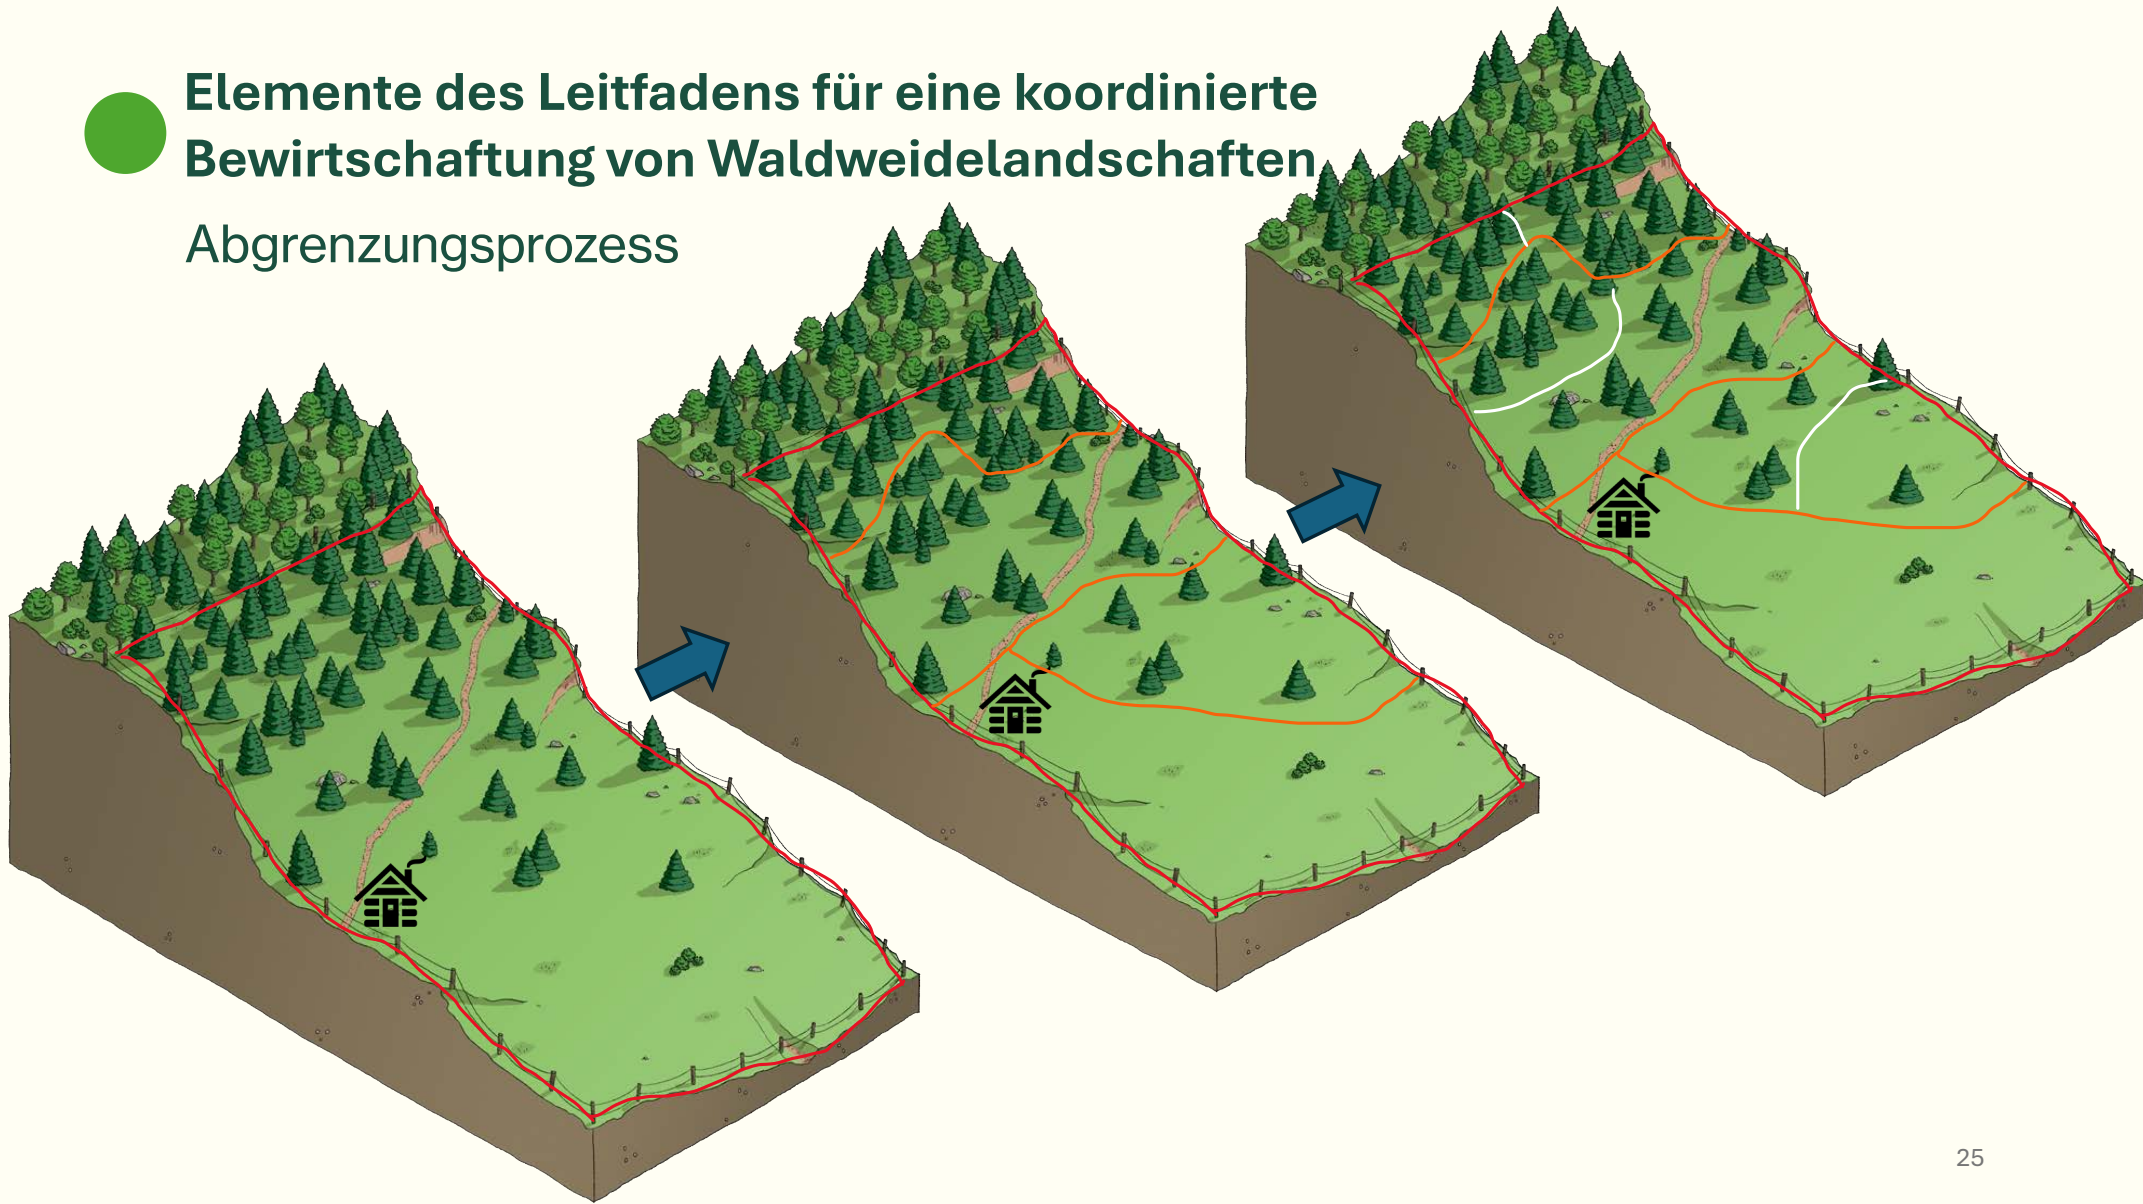 Elemente des Leitfadens für eine koordinierte
Bewirtschaftung von Waldweidelandschaften
Abgrenzungsprozess
25